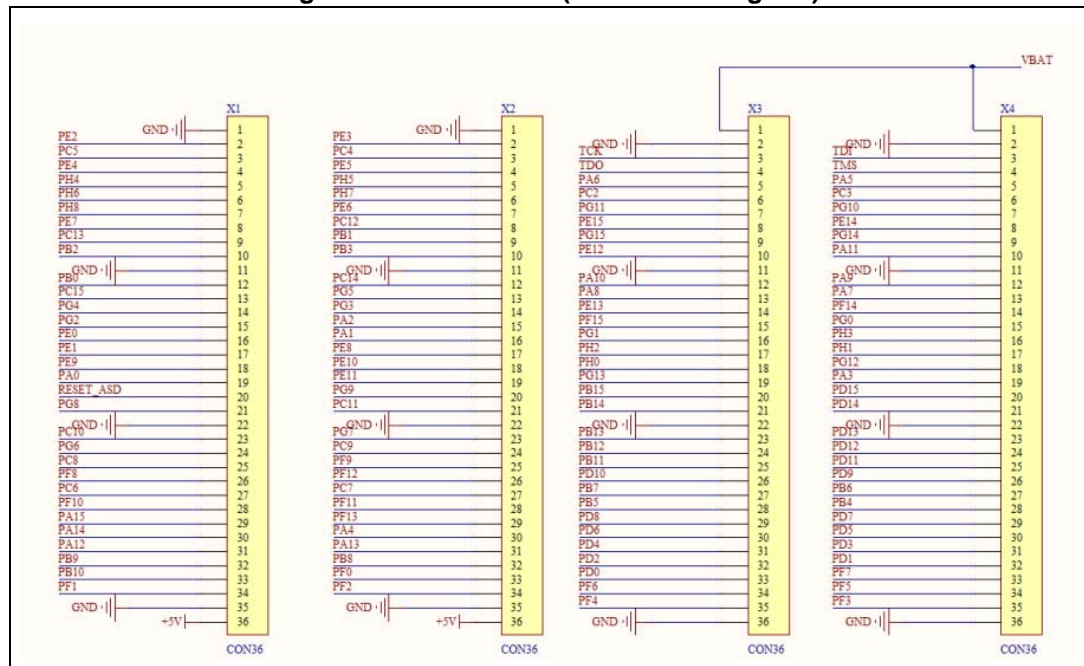 VBAT
X1
GND 1
PE2 2
PC5 3
PE4 4
PH4 5
PH6 6
PH8 7
PE7 8
PC13 9
PB2 10
GND 11
PB0 12
PC15 13
PG4 14
PG2 15
PE0 16
PE1 17
PE9 18
PA0 19
RESET_ASD 20
PG8 21
GND 22
PC10 23
PG6 24
PC8 25
PF8 26
PC6 27
PF10 28
PA15 29
PA14 30
PA12 31
PB9 32
PB10 33
PF1 34
GND 35
+5V 36
CON36
X2
GND 1
PE3 2
PC4 3
PE5 4
PH5 5
PH7 6
PE6 7
PC12 8
PB1 9
PB3 10
GND 11
PC14 12
PG5 13
PG3 14
PA2 15
PA1 16
PE8 17
PE10 18
PE11 19
PG9 20
PC11 21
GND 22
PG7 23
PC9 24
PF9 25
PF12 26
PC7 27
PF11 28
PF13 29
PA4 30
PA13 31
PB8 32
PF0 33
PF2 34
GND 35
+5V 36
CON36
X3
1
GND 2
TCK 3
TDO 4
PA6 5
PC2 6
PG11 7
PE15 8
PG15 9
PE12 10
GND 11
PA10 12
PA8 13
PE13 14
PF15 15
PG1 16
PH2 17
PH0 18
PG13 19
PB15 20
PB14 21
GND 22
PB13 23
PB12 24
PB11 25
PD10 26
PB7 27
PB5 28
PD8 29
PD6 30
PD4 31
PD2 32
PD0 33
PF6 34
PF4 35
GND 36
CON36
X4
1
GND 2
TDI 3
TMS 4
PA5 5
PC3 6
PG10 7
PE14 8
PG14 9
PA11 10
GND 11
PA9 12
PA7 13
PF14 14
PG0 15
PH3 16
PH1 17
PG12 18
PA3 19
PD15 20
PD14 21
GND 22
PD13 23
PD12 24
PD11 25
PD9 26
PB6 27
PB4 28
PD7 29
PD5 30
PD3 31
PD1 32
PF7 33
PF5 34
PF3 35
GND 36
CON36